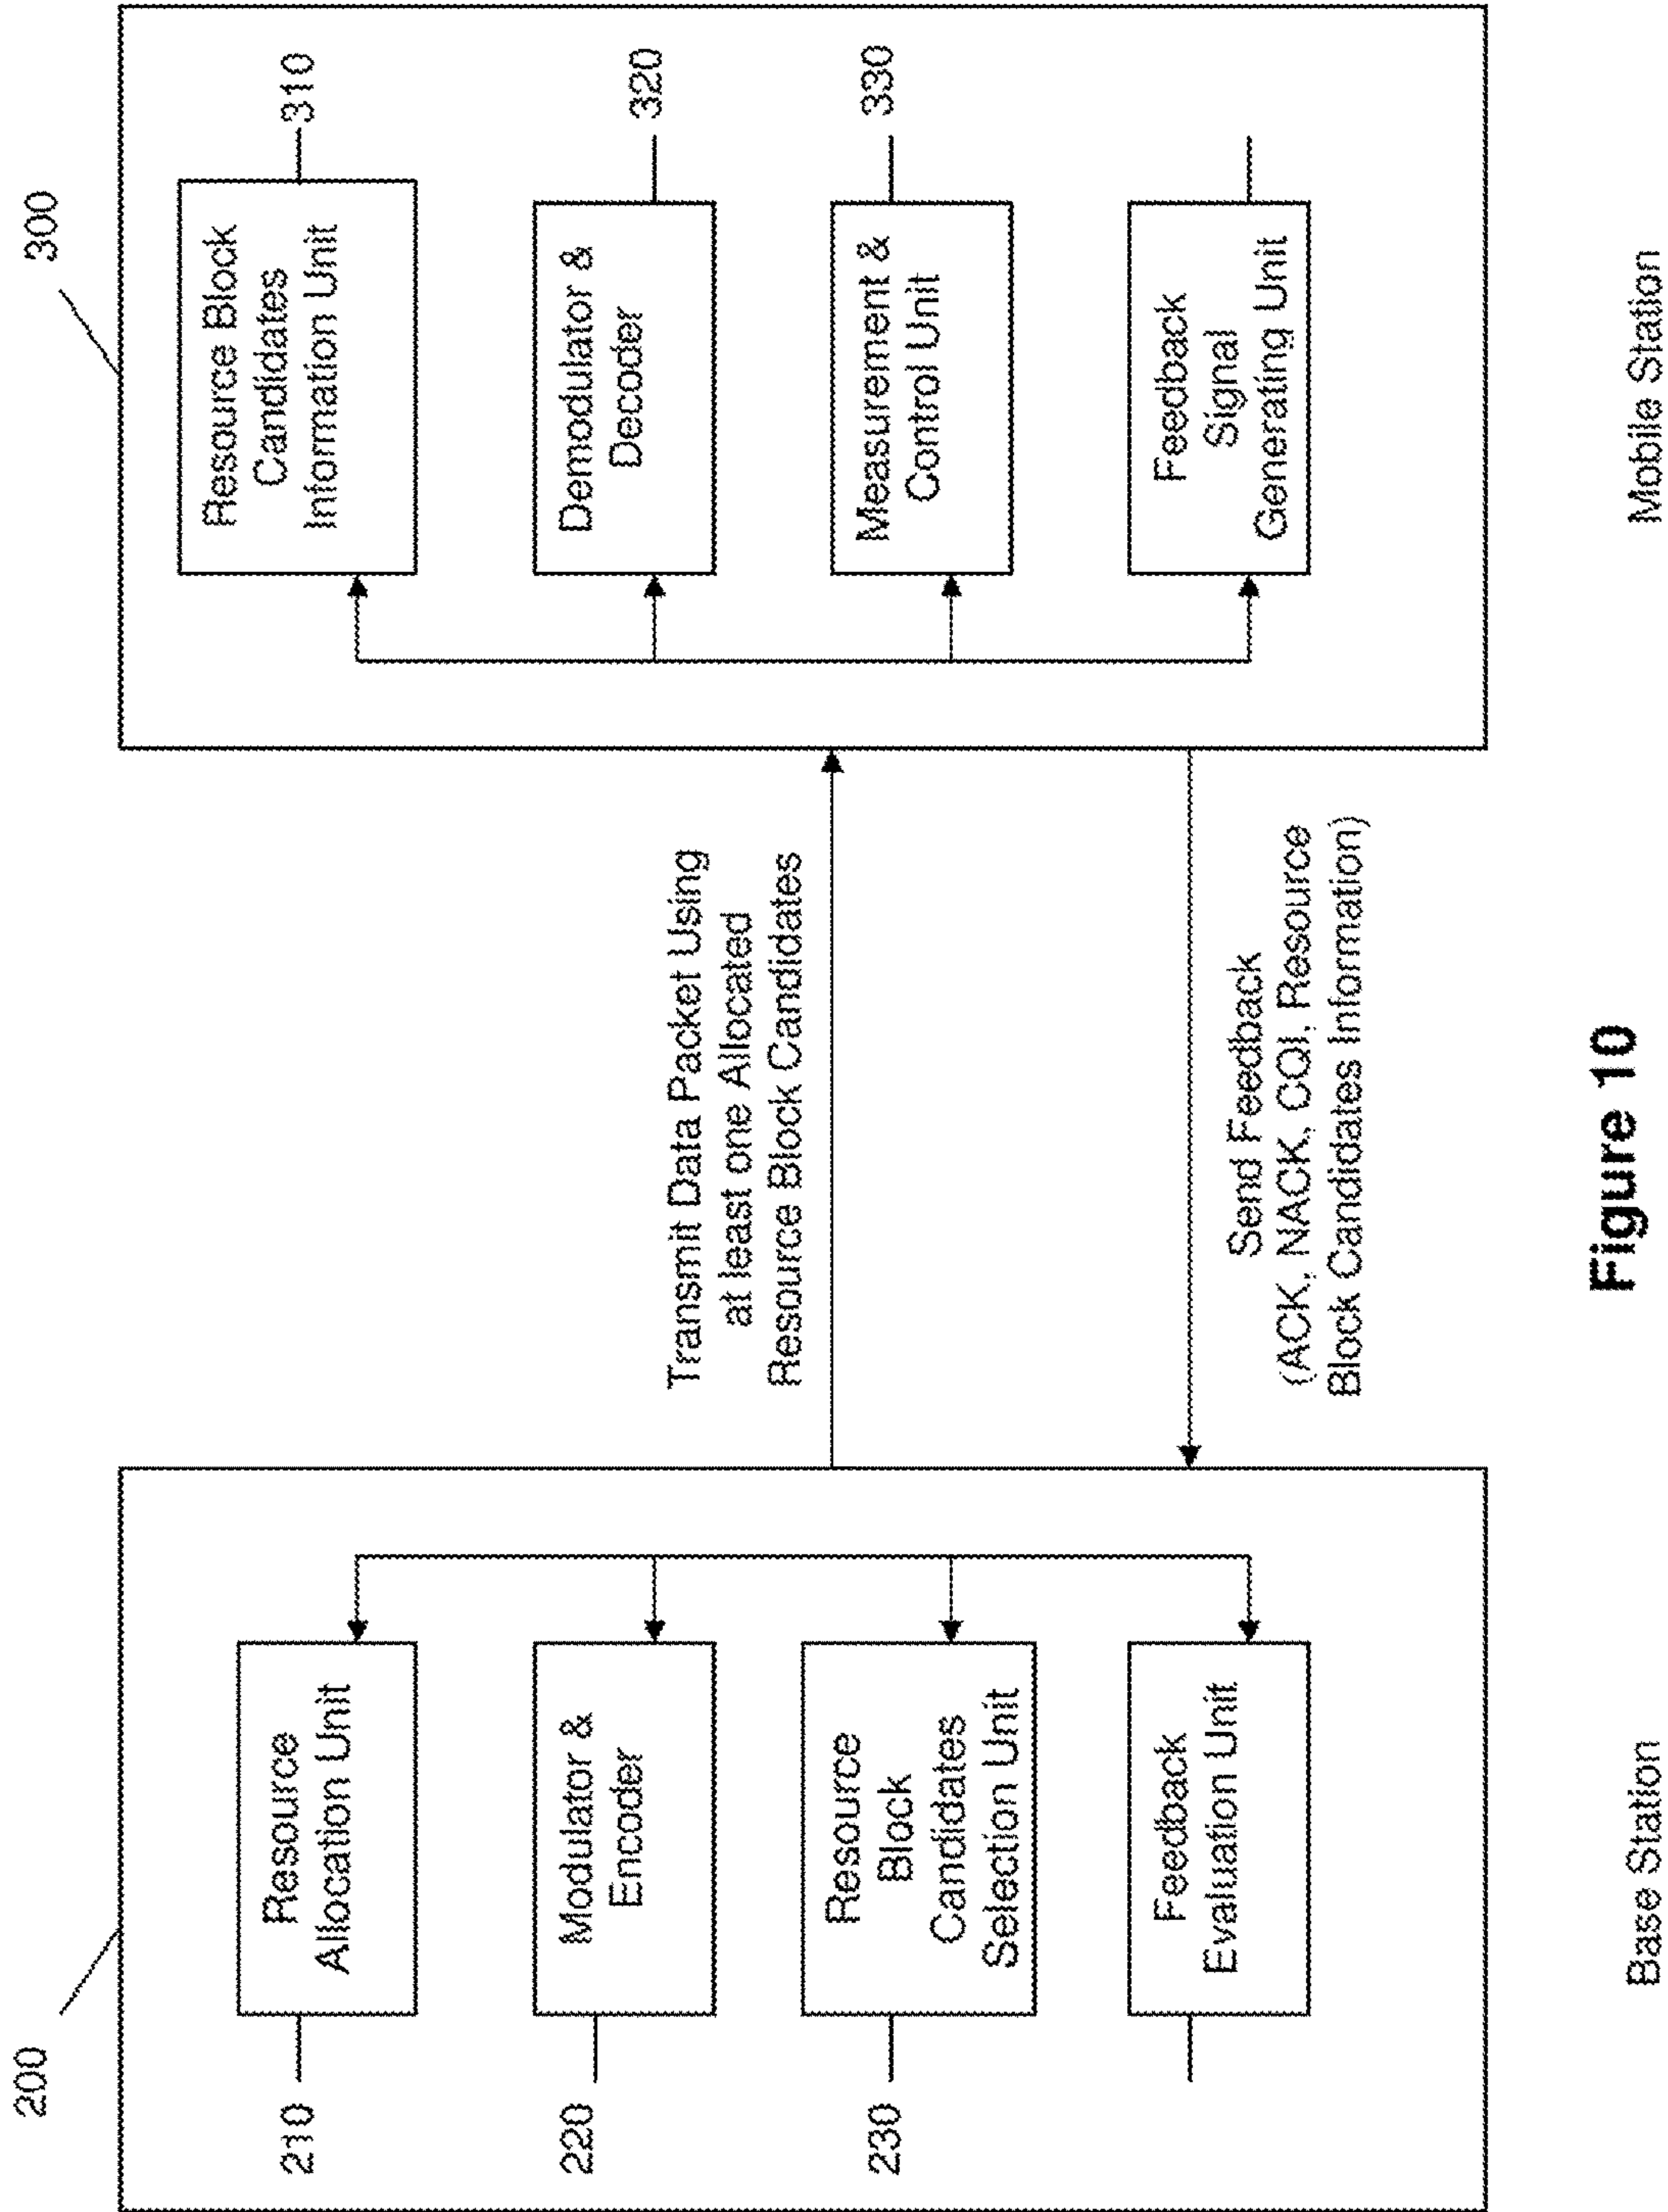 200
210
Resource
Allocation Unit
220
Modulator &
Encoder
230
Resource
Block
Candidates
Selection Unit
Feedback
Evaluation Unit
Base Station
Transmit Data Packet Using
at least one Allocated
Resource Block Candidates
Send Feedback
(ACK, NACK, CQI, Resource
Block Candidates Information)
300
Resource Block
Candidates
Information Unit
310
Demodulator &
Decoder
320
Measurement &
Control Unit
330
Feedback
Signal
Generating Unit
Mobile Station
Figure 10